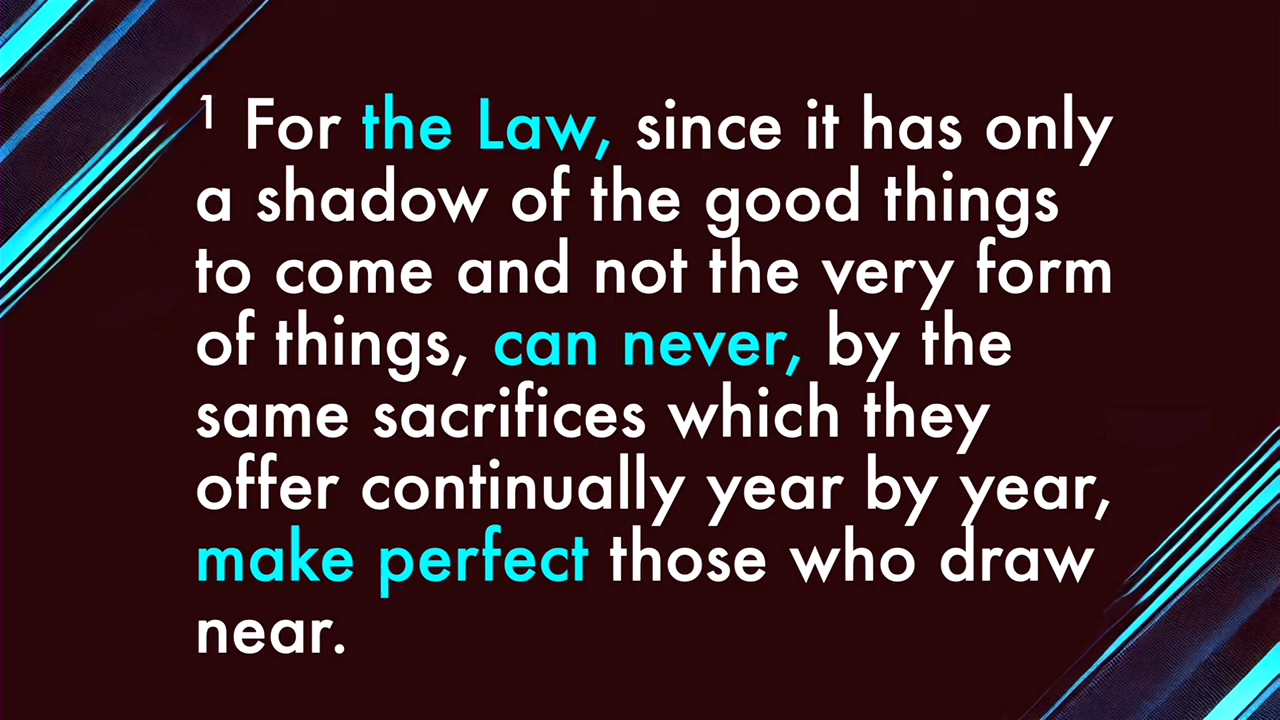 ¹ For the Law, since it has only
a shadow of the good things
to come and not the very form
of things, can never, by the
same sacrifices which they
offer continually year by year,
make perfect those who draw
near.